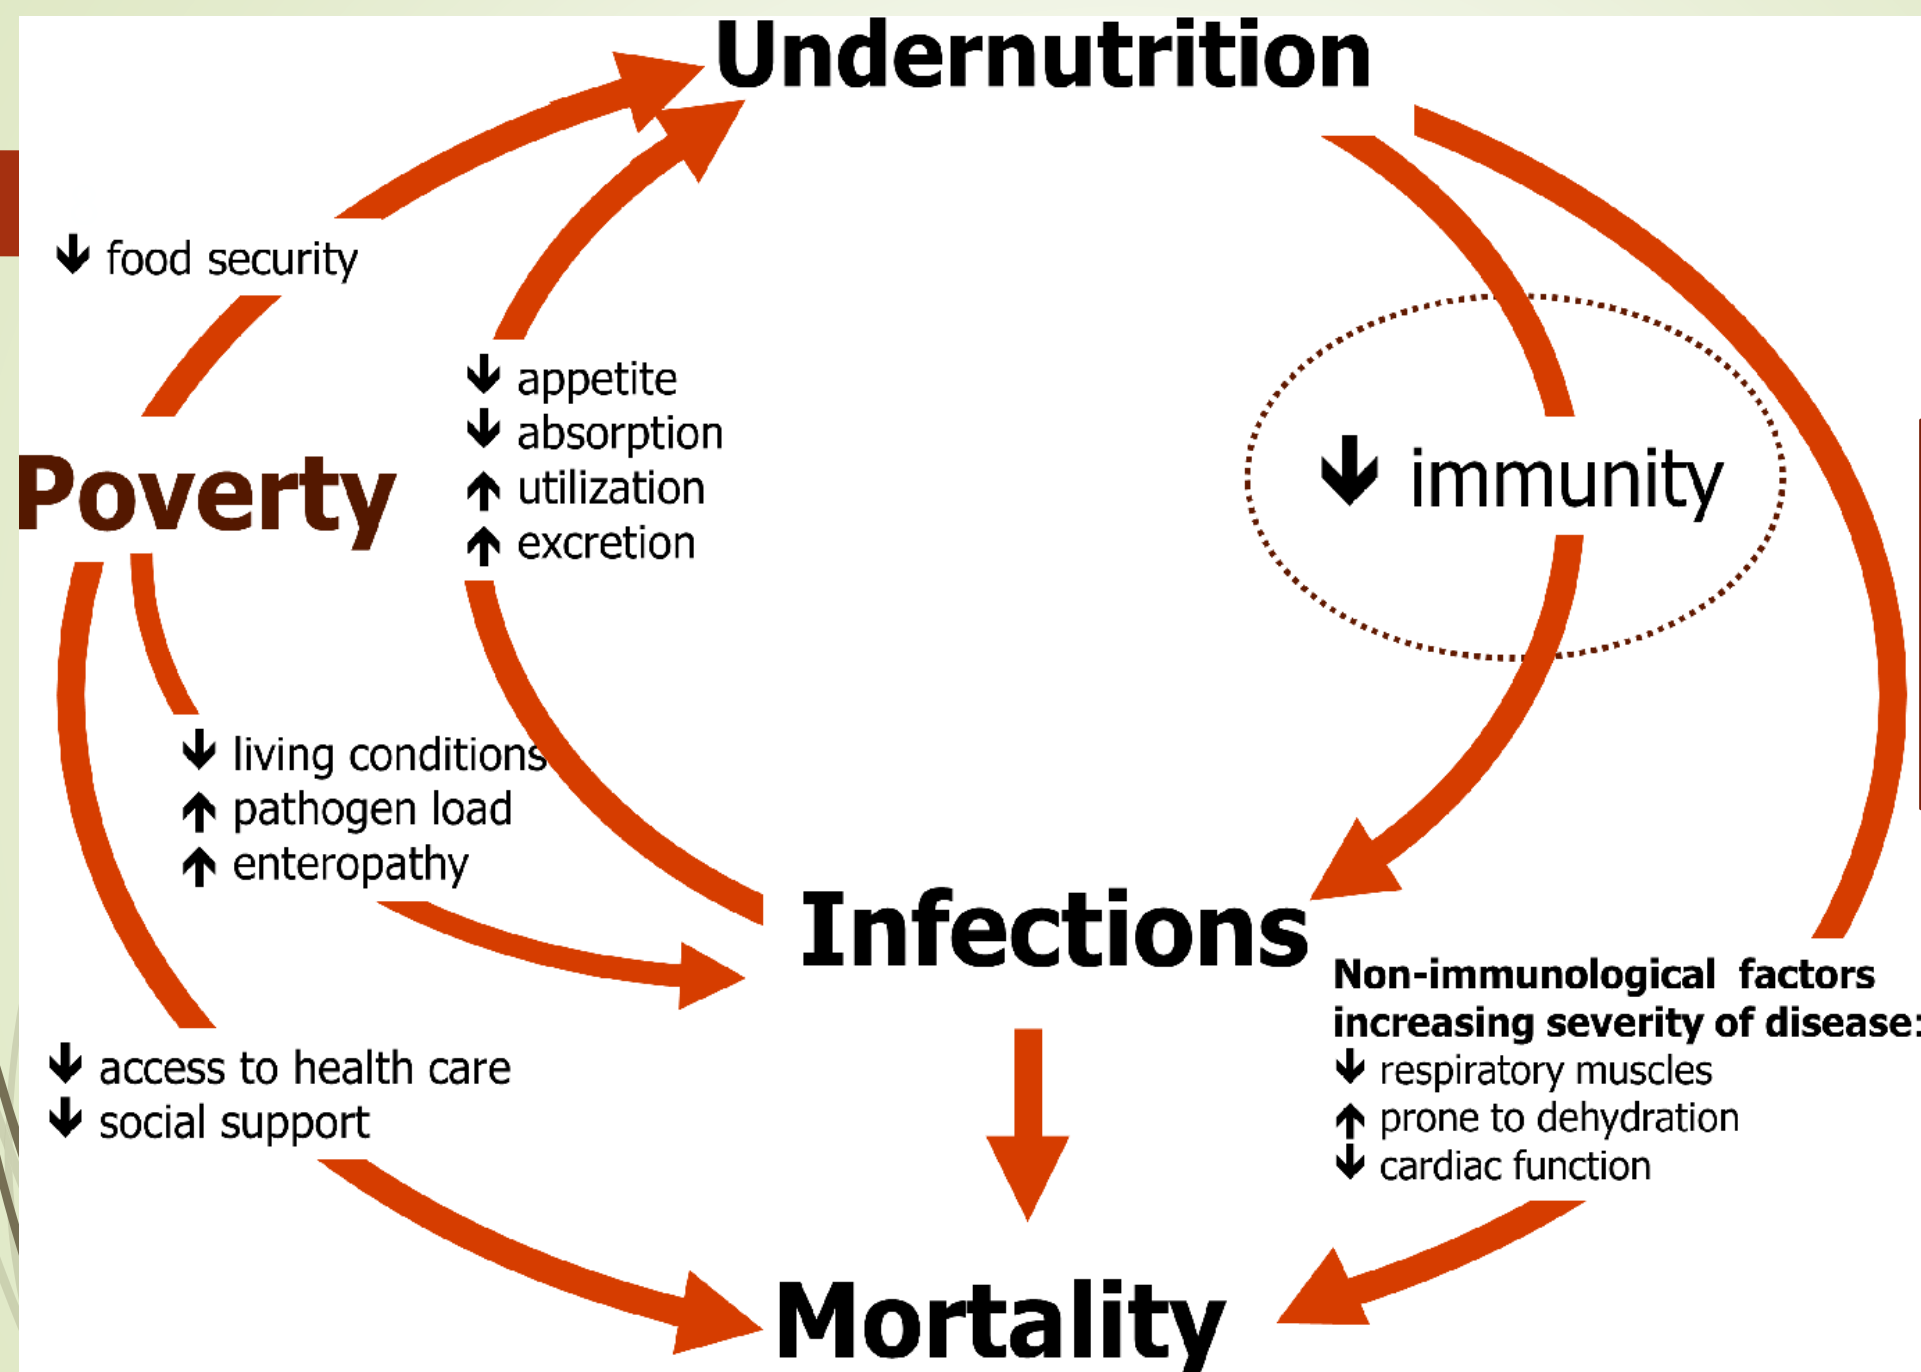 Undernutrition
↓ food security
↓ appetite
↓ absorption
↑ utilization
↑ excretion
↓ immunity
Poverty
↓ living conditions
↑ pathogen load
↑ enteropathy
Infections
Non-immunological factors
increasing severity of disease:
↓ respiratory muscles
↑ prone to dehydration
↓ cardiac function
↓ access to health care
↓ social support
Mortality